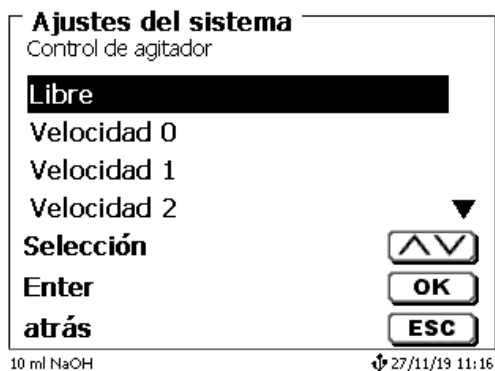 Ajustes del sistema
Control de agitador
Libre
Velocidad 0
Velocidad 1
Velocidad 2
Selección
Enter OK
atrás ESC
10 ml NaOH 27/11/19 11:16